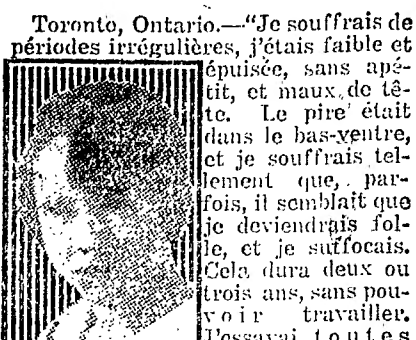 Toronto, Ontario.—"Je souffrais de
périodes irrégulières, j'étais faible et
épuisée, sans apé-
tit, et maux de tê-
te. Le pire était
dans le bas-ventre,
et je souffrais tel-
lement que, par-
fois, il semblait que
je deviendrais fol-
le, et je suffocais.
Cela dura deux ou
trois ans, sans pou-
voir travailler.
J'essayai toutes